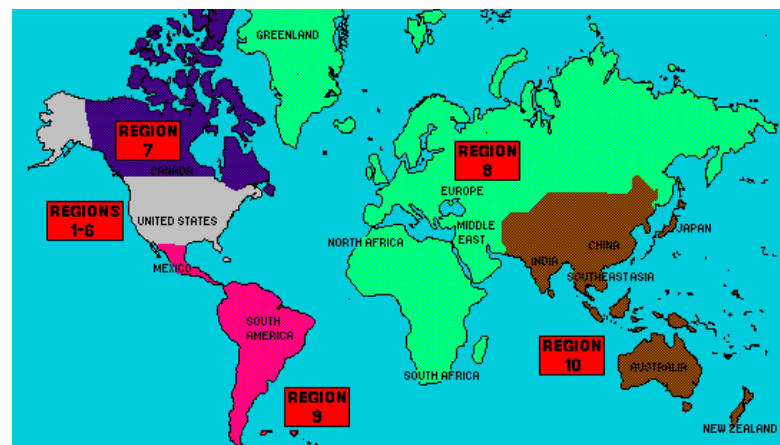 GREENLAND
REGION
7
CANADA
REGION
8
EUROPE
REGIONS
1-6
UNITED STATES
MIDDLE
EAST
JAPAN
NORTH AFRICA
CHINA
INDIA
MEXICO
SOUTHEAST ASIA
SOUTH
AMERICA
REGION
10
AUSTRALIA
SOUTH AFRICA
REGION
9
NEW ZEALAND